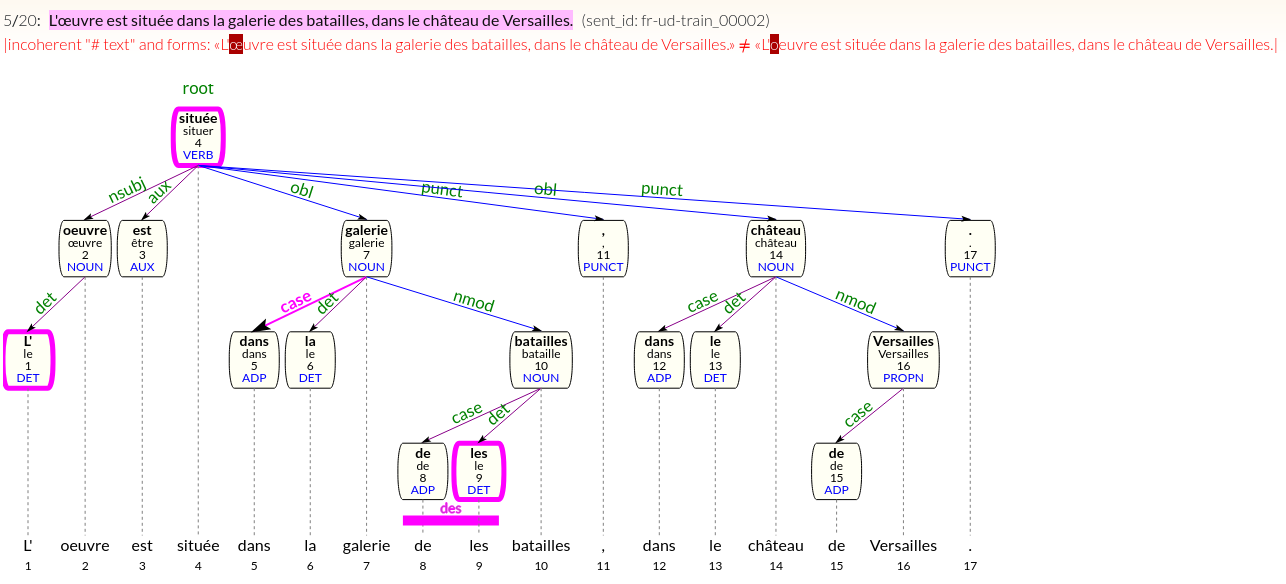 5/20: L'œuvre est située dans la galerie des batailles, dans le château de Versailles. (sent_id: fr-ud-train_00002)
|incoherent "# text" and forms: «L'œuvre est située dans la galerie des batailles, dans le château de Versailles.» ≠ «L'oeuvre est située dans la galerie des batailles, dans le château de Versailles.|
root
située
situer
4
VERB
nsubj aux obl punct obl punct
oeuvre est galerie , château .
œuvre être galerie , château .
2 3 7 11 14 17
NOUN AUX NOUN PUNCT NOUN PUNCT
det case det nmod case det nmod
L' dans la batailles dans le Versailles
le dans le bataille dans le Versailles
1 5 6 10 12 13 16
DET ADP DET NOUN ADP DET PROPN
case det case
de les de
de le de
8 9 15
ADP DET ADP
des
L' oeuvre est située dans la galerie de les batailles , dans le château de Versailles .
1 2 3 4 5 6 7 8 9 10 11 12 13 14 15 16 17